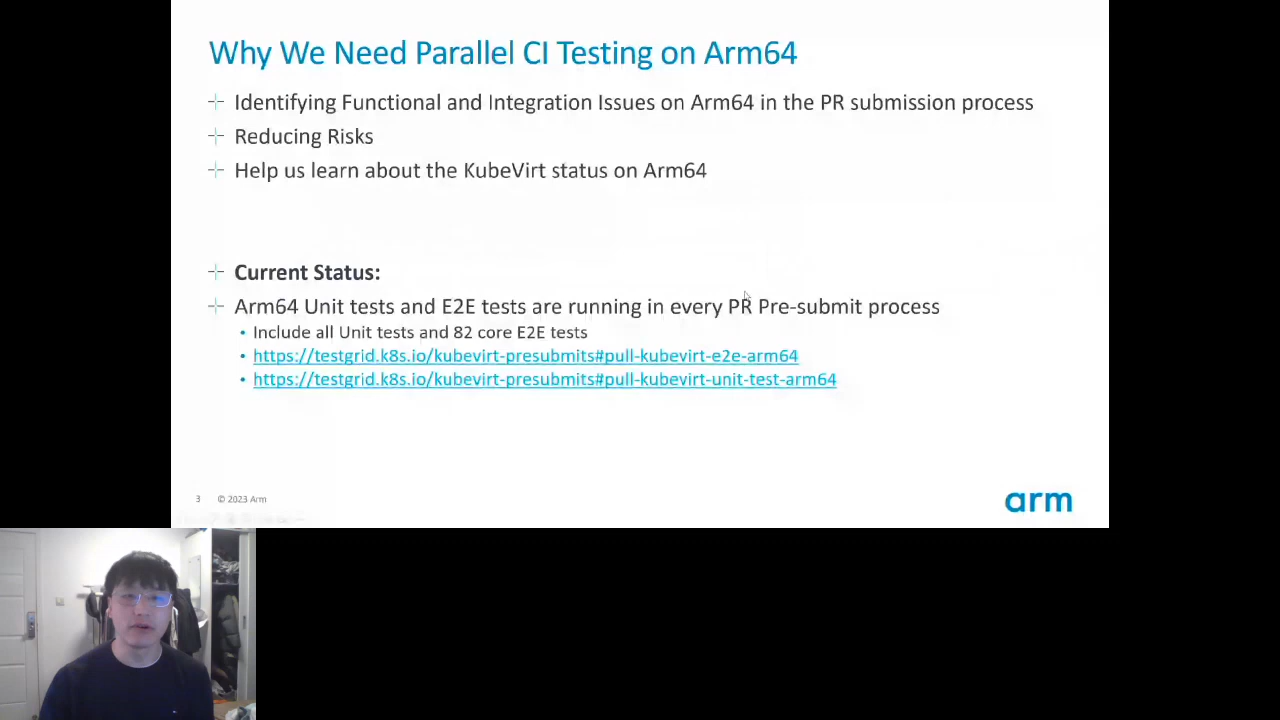 Why We Need Parallel CI Testing on Arm64
Identifying Functional and Integration Issues on Arm64 in the PR submission process
Reducing Risks
Help us learn about the KubeVirt status on Arm64
Current Status:
Arm64 Unit tests and E2E tests are running in every PR Pre-submit process
• Include all Unit tests and 82 core E2E tests
• https://testgrid.k8s.io/kubevirt-presubmits#pull-kubevirt-e2e-arm64
• https://testgrid.k8s.io/kubevirt-presubmits#pull-kubevirt-unit-test-arm64
3 © 2023 Arm
arm